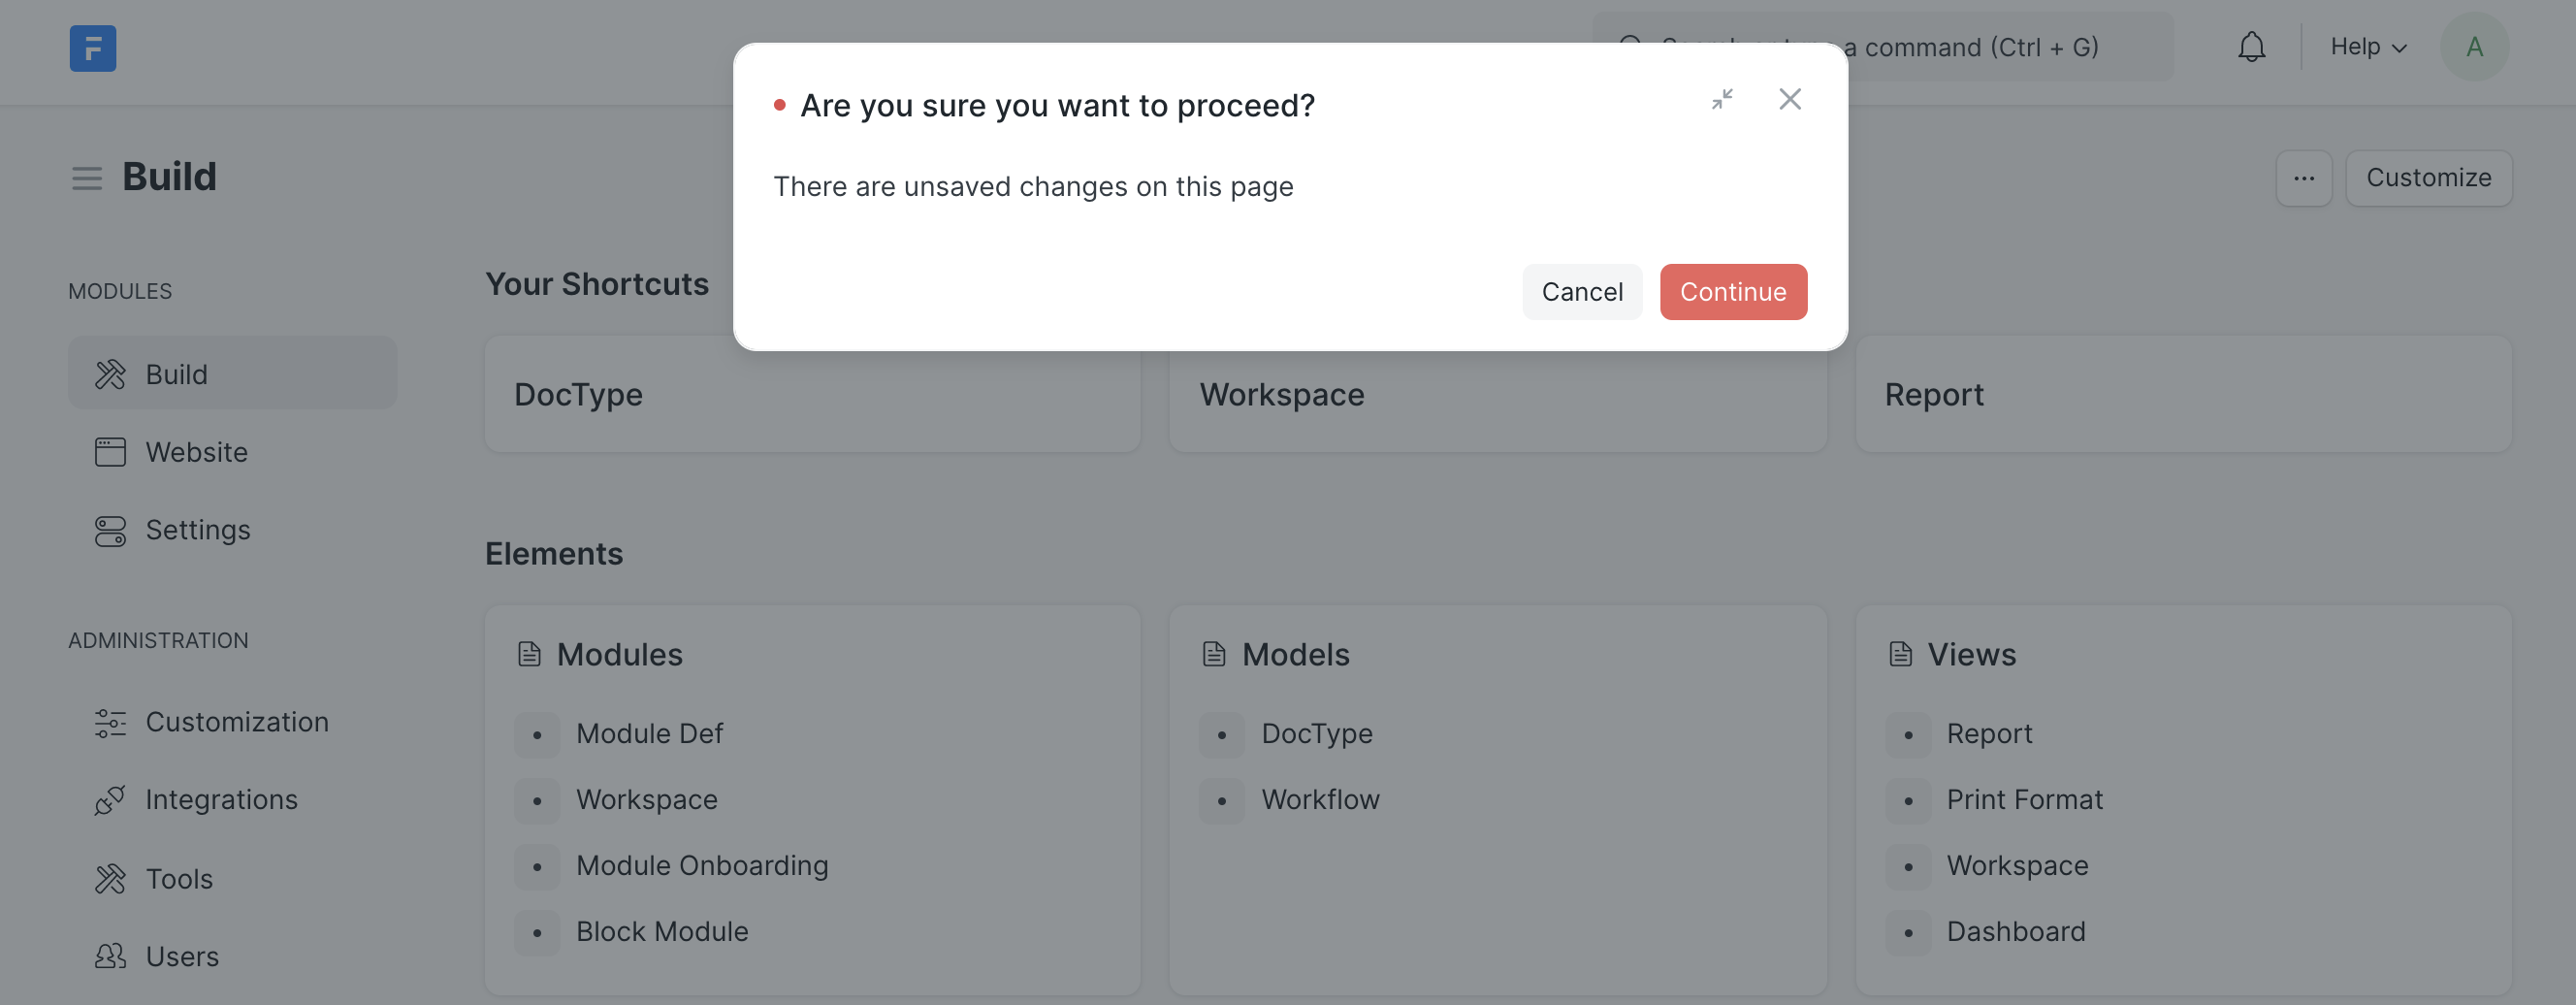 F
a command (Ctrl + G)
Help
A
Are you sure you want to proceed?
There are unsaved changes on this page
Cancel
Continue
Build
...
Customize
MODULES
Build
Website
Settings
ADMINISTRATION
Customization
Integrations
Tools
Users
Your Shortcuts
DocType
Workspace
Report
Elements
Modules
Module Def
Workspace
Module Onboarding
Block Module
Models
DocType
Workflow
Views
Report
Print Format
Workspace
Dashboard